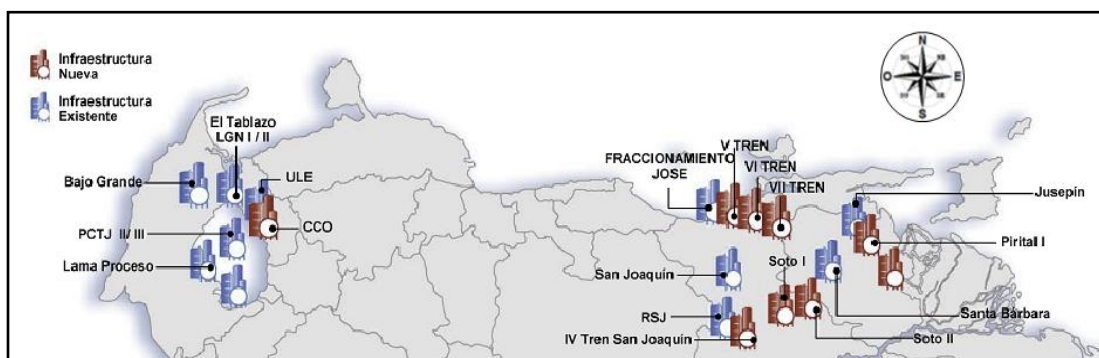 Infraestructura
Nueva
Infraestructura
Existente
El Tablazo
LGN I / II
Bajo Grande
ULE
CCO
PCTJ II/ III
Lama Proceso
N
O
E
S
V TREN
FRACCIONAMIENTO
JOSE
VI TREN
VII TREN
Jusepín
Pirital I
San Joaquín
Soto I
Santa Bárbara
RSJ
Soto II
IV Tren San Joaquín